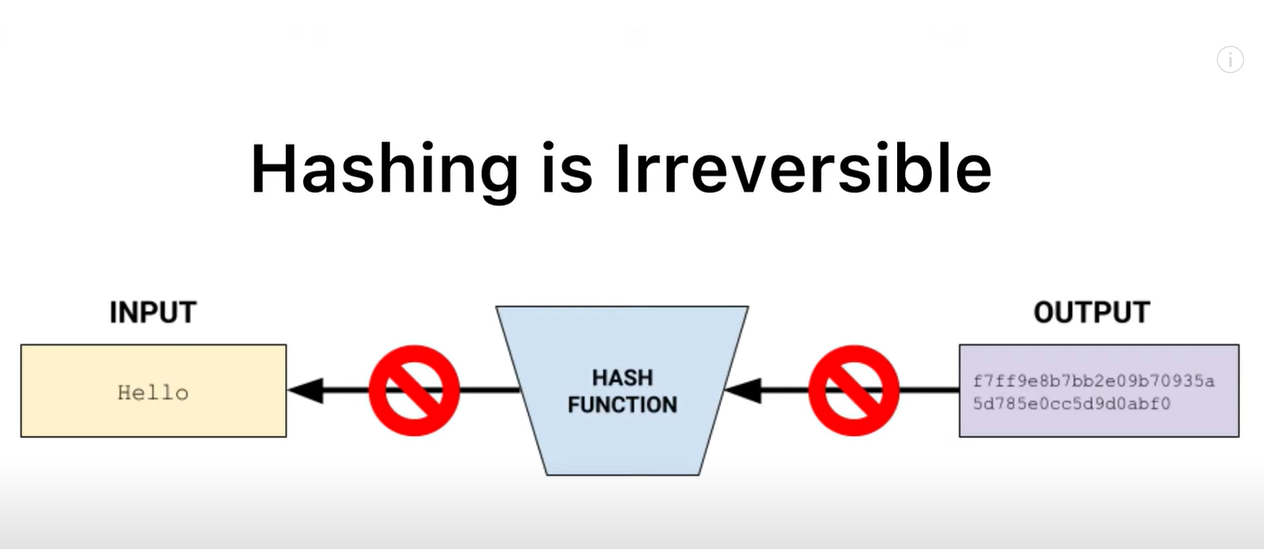 Hashing is Irreversible
INPUT
OUTPUT
Hello
HASH
FUNCTION
f7ff9e8b7bb2e09b70935a
5d785e0cc5d9d0abf0